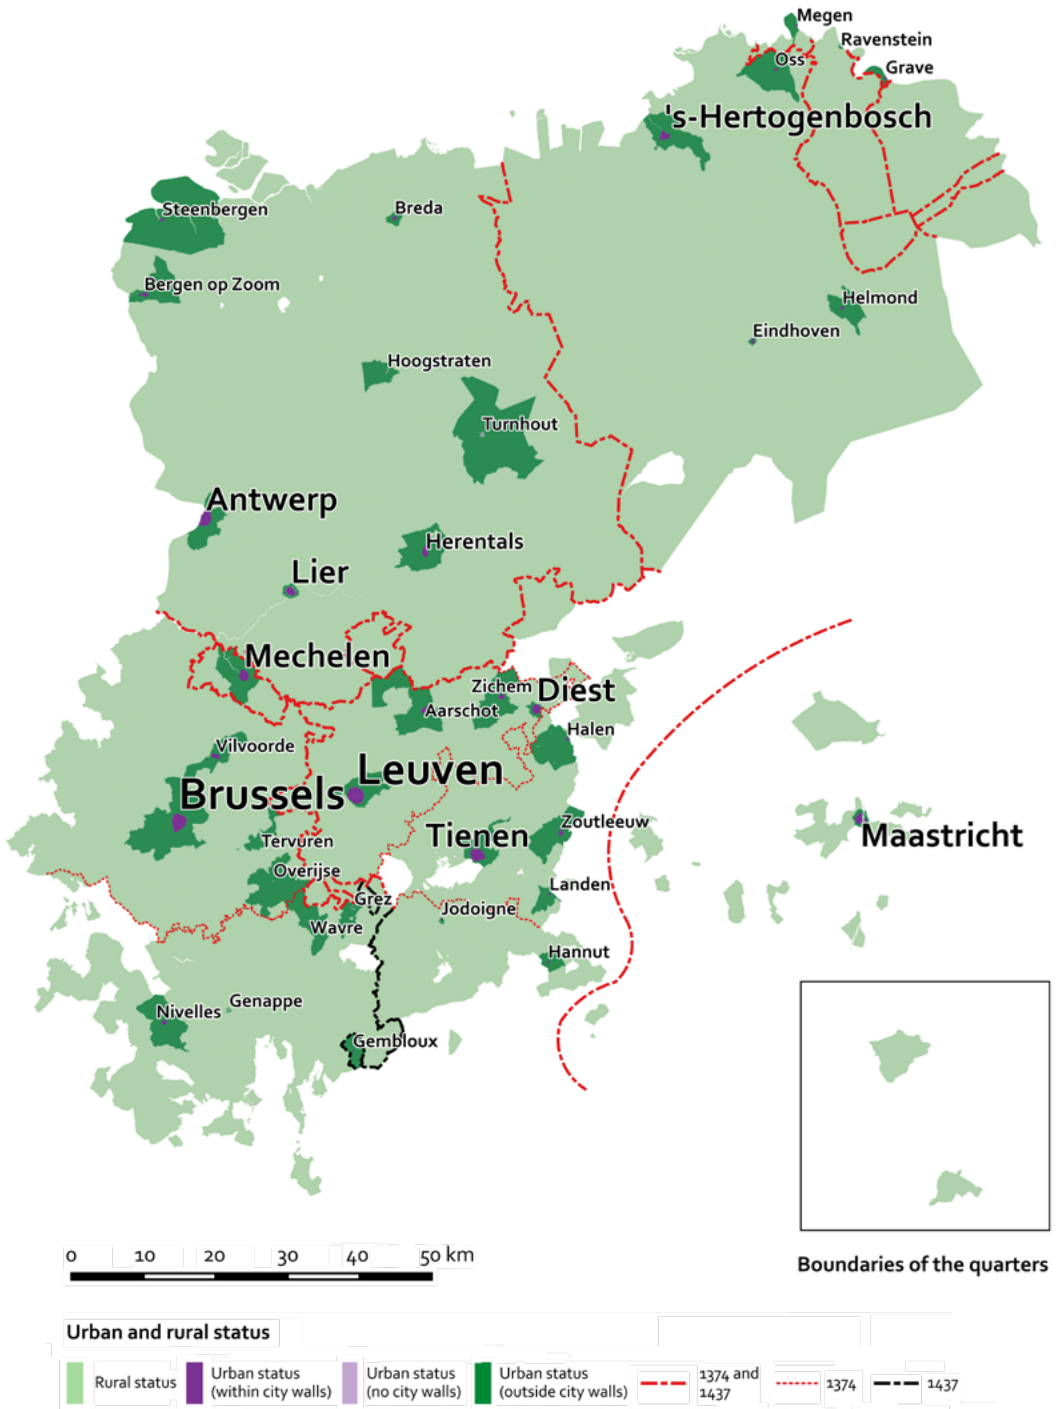 Megen
Ravenstein
Oss
Grave
's-Hertogenbosch
Steenbergen
Breda
Bergen op Zoom
Helmond
Eindhoven
Hoogstraten
Turnhout
Antwerp
Herentals
Lier
Mechelen
Zichem
Diest
Aarschot
Halen
Vilvoorde
Leuven
Brussels
Zoutleeuw
Tienen
Maastricht
Tervuren
Overijse
Landen
Grez
Jodoigne
Wavre
Hannut
Genappe
Nivelles
Gembloux
0 10 20 30 40 50 km
Boundaries of the quarters
Urban and rural status
Rural status
Urban status
(within city walls)
Urban status
(no city walls)
Urban status
(outside city walls)
1374 and
1437
1374
1437